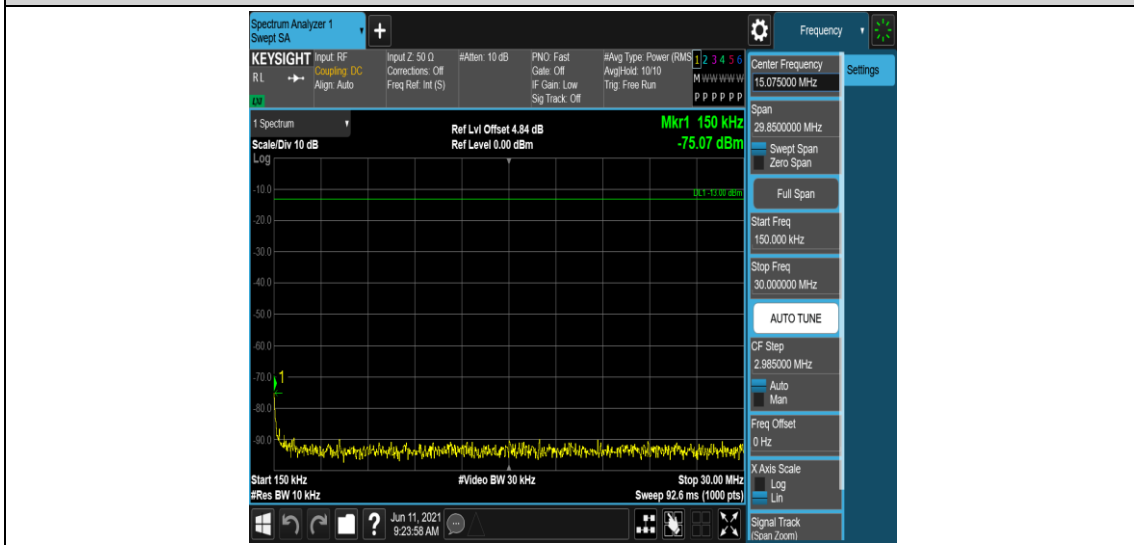 Spectrum Analyzer 1
Swept SA
+
Frequency
KEYSIGHT
RL
LXI
Input: RF
Coupling: DC
Align: Auto
Input Z: 50 Ω
Corrections: Off
Freq Ref: Int (S)
#Atten: 10 dB
PNO: Fast
Gate: Off
IF Gain: Low
Sig Track: Off
#Avg Type: Power (RMS
Avg|Hold: 10/10
Trig: Free Run
1 2 3 4 5 6
M W W W W W
P P P P P P
1 Spectrum
Scale/Div 10 dB
Log
Ref Lvl Offset 4.84 dB
Ref Level 0.00 dBm
Mkr1 150 kHz
-75.07 dBm
DL1 -13.00 dBm
-10.0
-20.0
-30.0
-40.0
-50.0
-60.0
-70.0
1
-80.0
-90.0
Start 150 kHz
#Res BW 10 kHz
#Video BW 30 kHz
Stop 30.00 MHz
Sweep 92.6 ms (1000 pts)
Center Frequency
15.075000 MHz
Settings
Span
29.8500000 MHz
Swept Span
Zero Span
Full Span
Start Freq
150.000 kHz
Stop Freq
30.000000 MHz
AUTO TUNE
CF Step
2.985000 MHz
Auto
Man
Freq Offset
0 Hz
X Axis Scale
Log
Lin
Signal Track
(Span Zoom)
?
Jun 11, 2021
9:23:58 AM